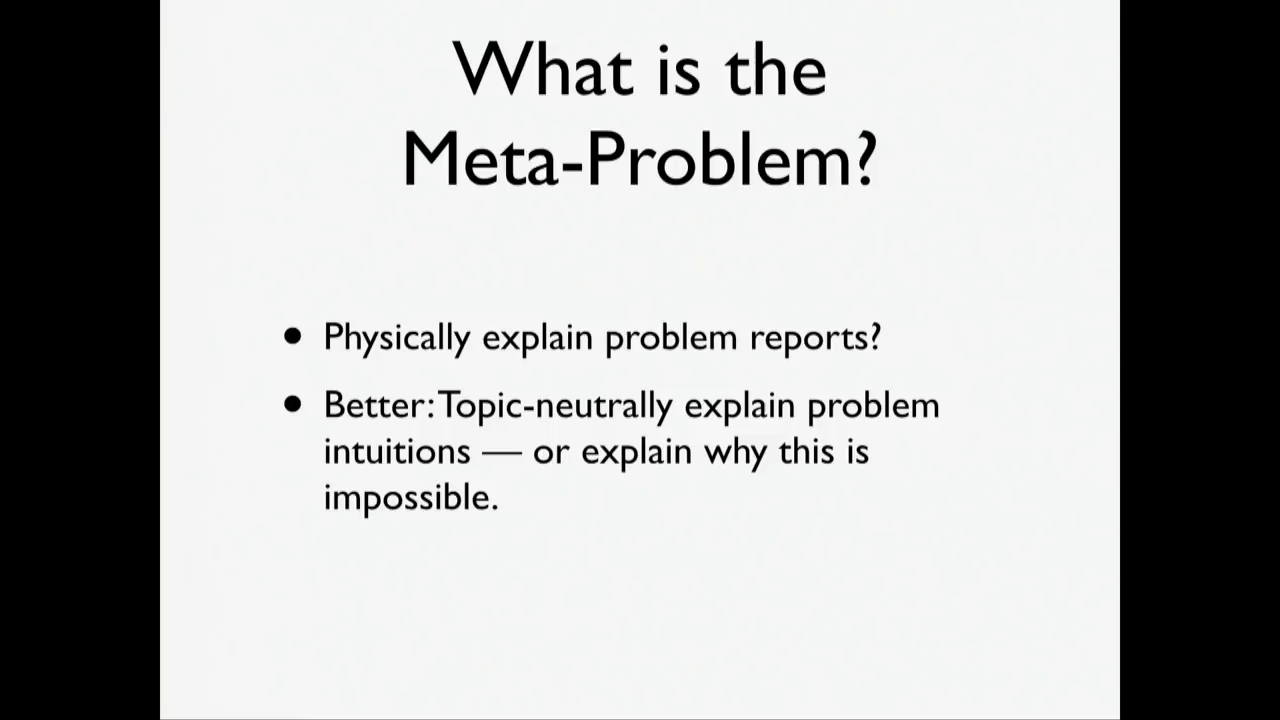 What is the
Meta-Problem?
• Physically explain problem reports?
• Better: Topic-neutrally explain problem
intuitions — or explain why this is
impossible.